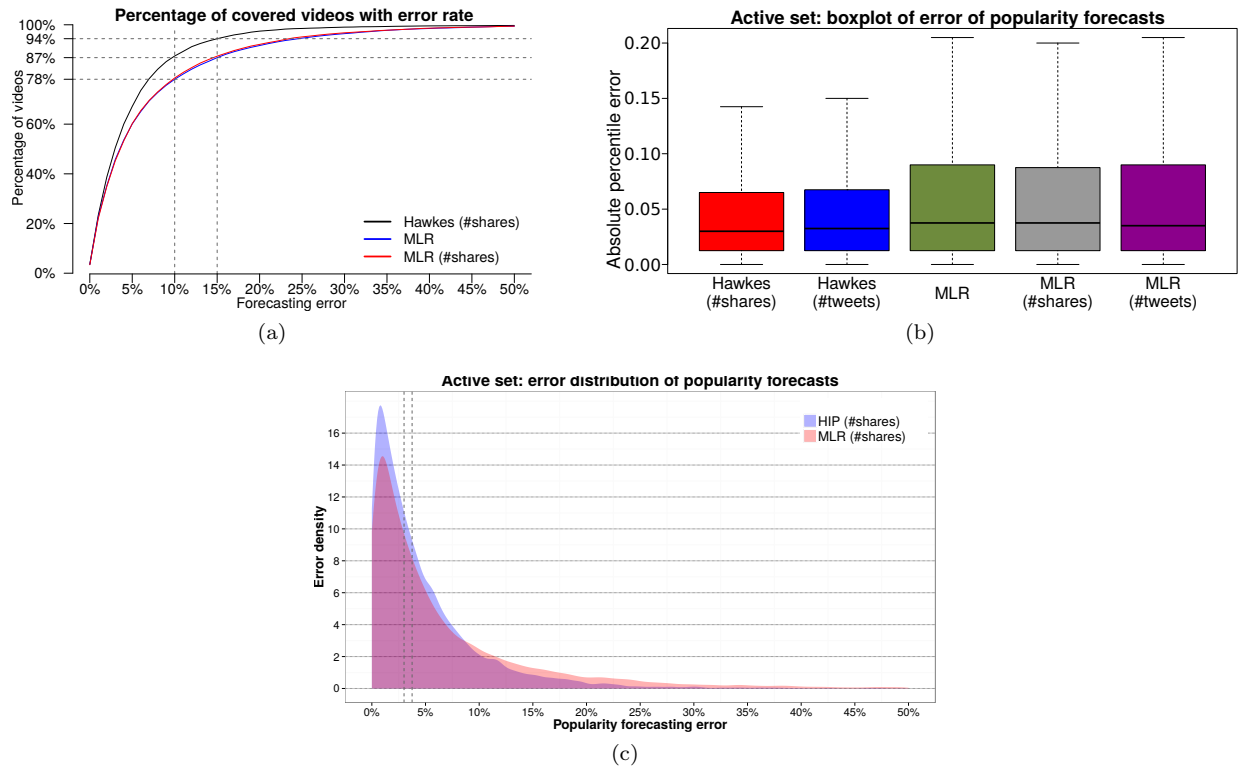 Percentage of covered videos with error rate
Percentage of videos
100%
94%
87%
78%
60%
40%
20%
0%
Hawkes (#shares)
MLR
MLR (#shares)
0% 5% 10% 15% 20% 25% 30% 35% 40% 45% 50%
Forecasting error
(a)
Active set: boxplot of error of popularity forecasts
Absolute percentile error
0.20
0.15
0.10
0.05
0.00
Hawkes (#shares)
Hawkes (#tweets)
MLR
MLR (#shares)
MLR (#tweets)
(b)
Active set: error distribution of popularity forecasts
Error density
16
14
12
10
8
6
4
2
0
HIP (#shares)
MLR (#shares)
0% 5% 10% 15% 20% 25% 30% 35% 40% 45% 50%
Popularity forecasting error
(c)